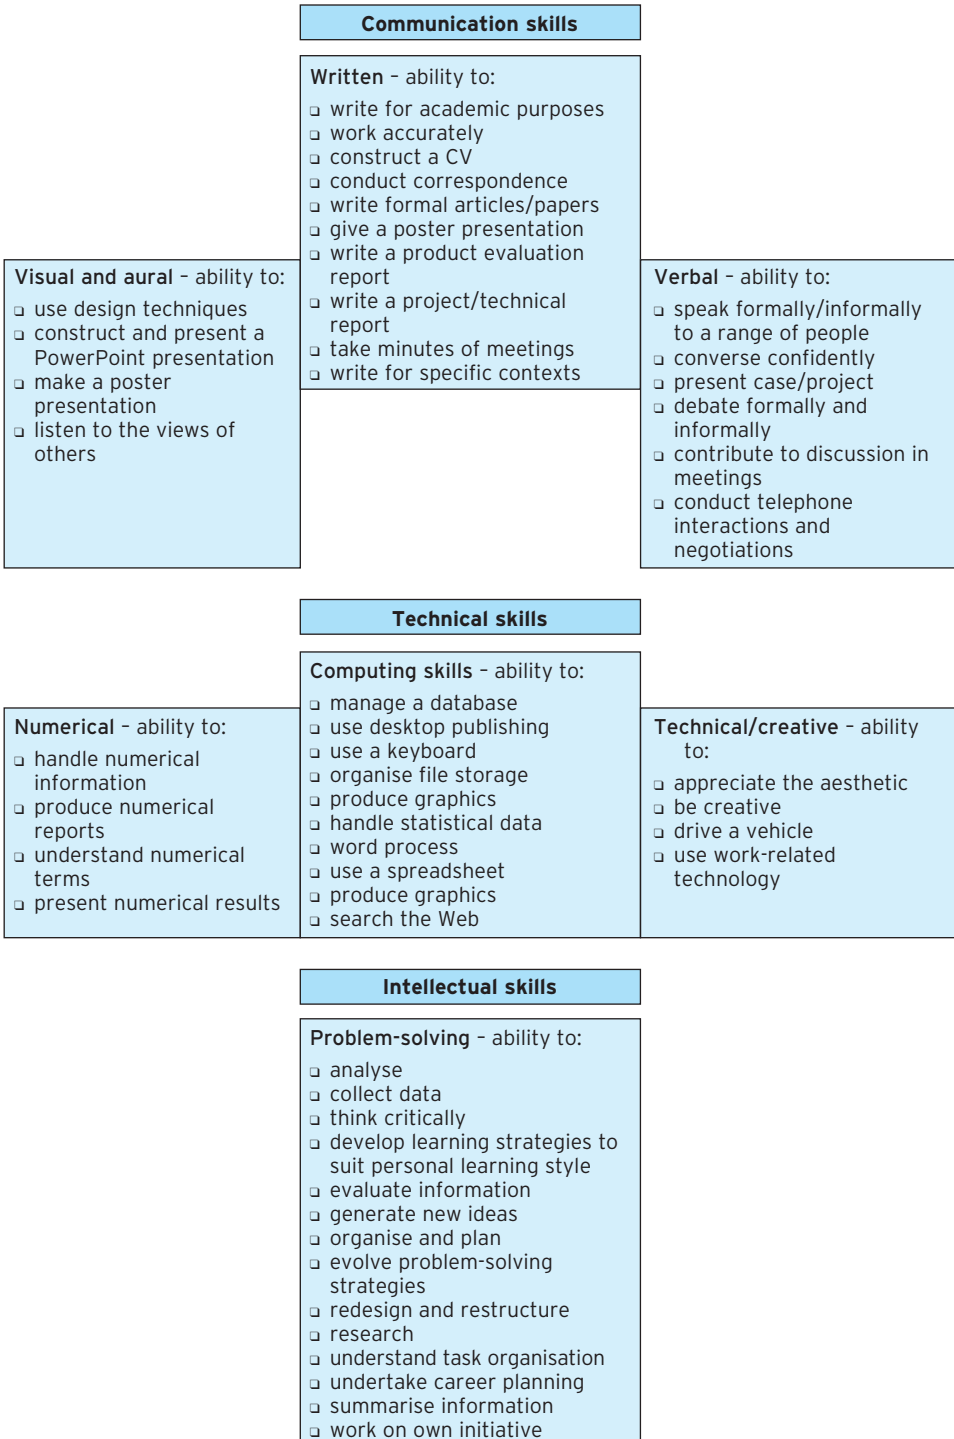 Communication skills
Written – ability to:
❑ write for academic purposes
❑ work accurately
❑ construct a CV
❑ conduct correspondence
❑ write formal articles/papers
❑ give a poster presentation
❑ write a product evaluation
report
❑ write a project/technical
report
❑ take minutes of meetings
❑ write for specific contexts
Visual and aural – ability to:
❑ use design techniques
❑ construct and present a
PowerPoint presentation
❑ make a poster
presentation
❑ listen to the views of
others
Verbal – ability to:
❑ speak formally/informally
to a range of people
❑ converse confidently
❑ present case/project
❑ debate formally and
informally
❑ contribute to discussion in
meetings
❑ conduct telephone
interactions and
negotiations
Technical skills
Computing skills – ability to:
❑ manage a database
❑ use desktop publishing
❑ use a keyboard
❑ organise file storage
❑ produce graphics
❑ handle statistical data
❑ word process
❑ use a spreadsheet
❑ produce graphics
❑ search the Web
Numerical – ability to:
❑ handle numerical
information
❑ produce numerical
reports
❑ understand numerical
terms
❑ present numerical results
Technical/creative – ability
to:
❑ appreciate the aesthetic
❑ be creative
❑ drive a vehicle
❑ use work-related
technology
Intellectual skills
Problem-solving – ability to:
❑ analyse
❑ collect data
❑ think critically
❑ develop learning strategies to
suit personal learning style
❑ evaluate information
❑ generate new ideas
❑ organise and plan
❑ evolve problem-solving
strategies
❑ redesign and restructure
❑ research
❑ understand task organisation
❑ undertake career planning
❑ summarise information
❑ work on own initiative